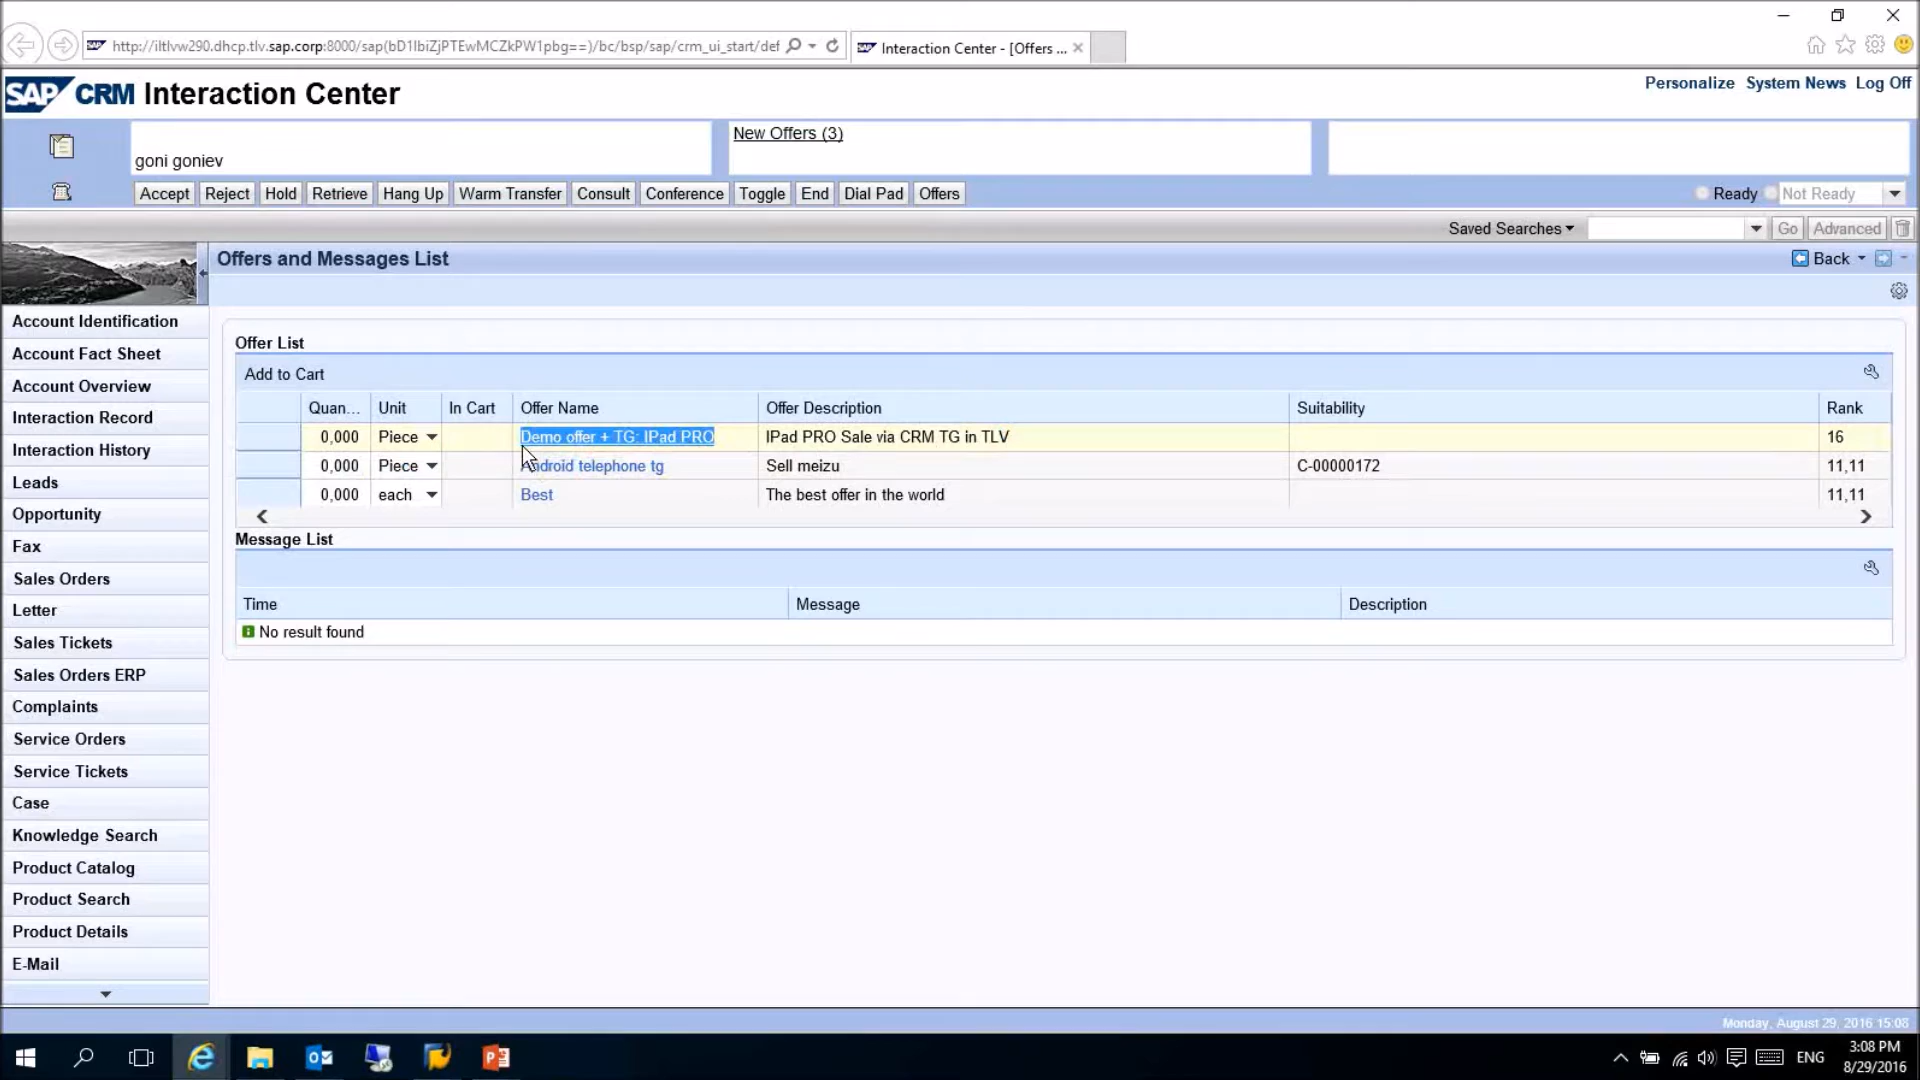 http://iltlvw290.dhcp.tlv.sap.corp:8000/sap(bD1lbiZjPTEwMCZkPW1pbg==)/bc/bsp/sap/crm_ui_start/def
Interaction Center - [Offers ...
SAP CRM Interaction Center
Personalize System News Log Off
goni goniev
New Offers (3)
Accept Reject Hold Retrieve Hang Up Warm Transfer Consult Conference Toggle End Dial Pad Offers
Ready Not Ready
Saved Searches Go Advanced
Offers and Messages List
Back
Account Identification
Account Fact Sheet
Account Overview
Interaction Record
Interaction History
Leads
Opportunity
Fax
Sales Orders
Letter
Sales Tickets
Sales Orders ERP
Complaints
Service Orders
Service Tickets
Case
Knowledge Search
Product Catalog
Product Search
Product Details
E-Mail
Offer List
Add to Cart
Quan... Unit In Cart Offer Name Offer Description Suitability Rank
0,000 Piece Demo offer + TG: IPad PRO IPad PRO Sale via CRM TG in TLV 16
0,000 Piece Android telephone tg Sell meizu C-00000172 11,11
0,000 each Best The best offer in the world 11,11
Message List
Time Message Description
No result found
Monday, August 29, 2016 15:08
ENG
3:08 PM
8/29/2016